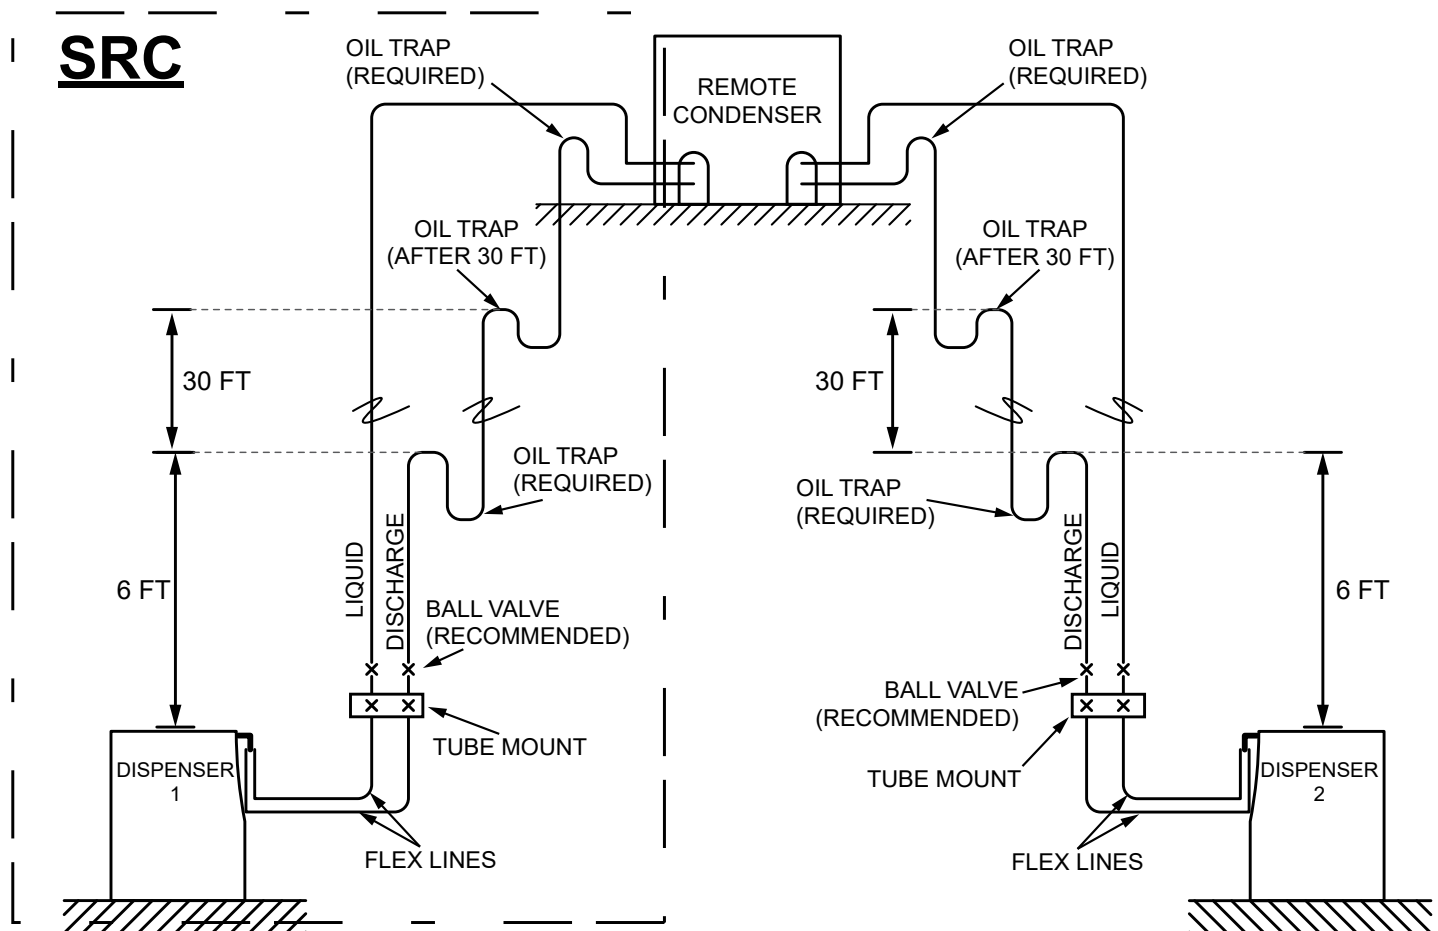 SRC
OIL TRAP
(REQUIRED)
REMOTE
CONDENSER
OIL TRAP
(REQUIRED)
OIL TRAP
(AFTER 30 FT)
OIL TRAP
(AFTER 30 FT)
30 FT
30 FT
OIL TRAP
(REQUIRED)
OIL TRAP
(REQUIRED)
6 FT
LIQUID
DISCHARGE
DISCHARGE
LIQUID
6 FT
BALL VALVE
(RECOMMENDED)
BALL VALVE
(RECOMMENDED)
TUBE MOUNT
TUBE MOUNT
DISPENSER
1
DISPENSER
2
FLEX LINES
FLEX LINES